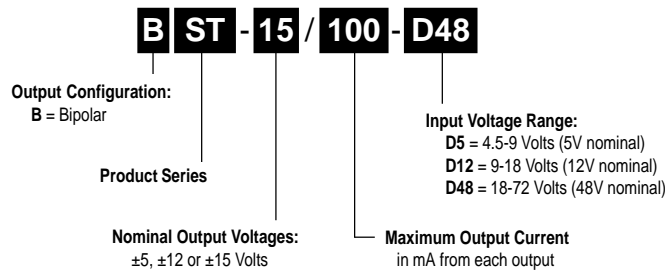 B ST - 15 / 100 - D48
Output Configuration:
B = Bipolar
Product Series
Nominal Output Voltages:
±5, ±12 or ±15 Volts
Input Voltage Range:
D5 = 4.5-9 Volts (5V nominal)
D12 = 9-18 Volts (12V nominal)
D48 = 18-72 Volts (48V nominal)
Maximum Output Current
in mA from each output